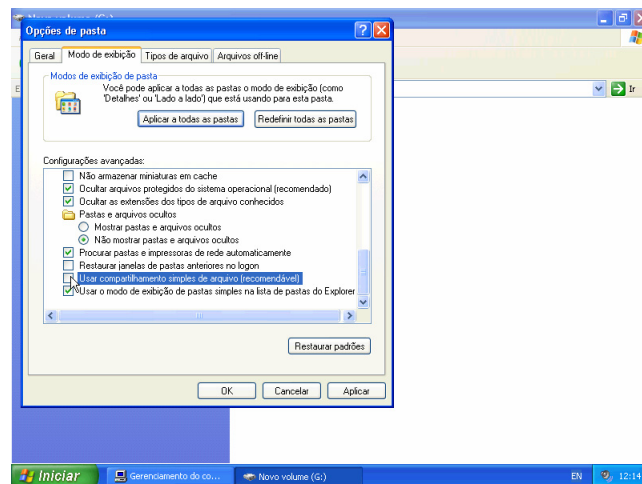 Novo volume (G:)
Opções de pasta
Geral
Modo de exibição
Tipos de arquivo
Arquivos off-line
Modos de exibição de pasta
Você pode aplicar a todas as pastas o modo de exibição (como
'Detalhes' ou 'Lado a lado') que está usando para esta pasta.
Aplicar a todas as pastas
Redefinir todas as pastas
Configurações avançadas:
Não armazenar miniaturas em cache
Ocultar arquivos protegidos do sistema operacional (recomendado)
Ocultar as extensões dos tipos de arquivo conhecidos
Pastas e arquivos ocultos
Mostrar pastas e arquivos ocultos
Não mostrar pastas e arquivos ocultos
Procurar pastas e impressoras de rede automaticamente
Restaurar janelas de pastas anteriores no logon
Usar compartilhamento simples de arquivo (recomendável)
Usar o modo de exibição de pastas simples na lista de pastas do Explorer
Restaurar padrões
OK
Cancelar
Aplicar
Ir
Iniciar
Gerenciamento do co...
Novo volume (G:)
EN
12:14